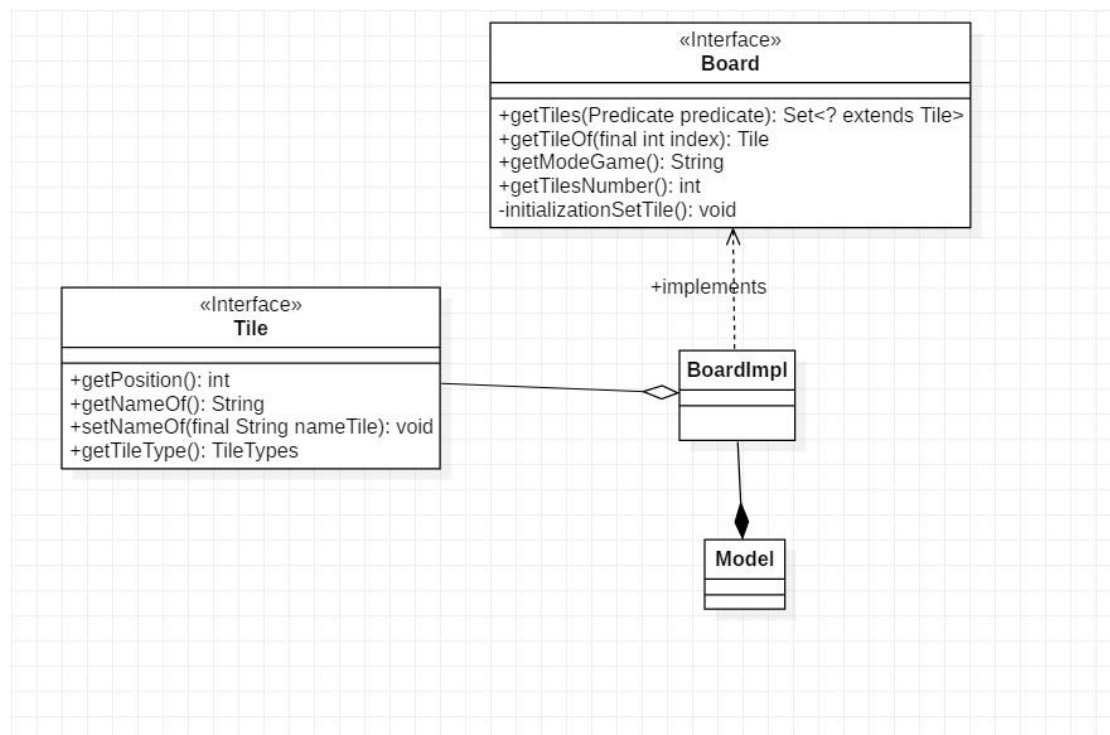 «Interface»
Board
+getTiles(Predicate predicate): Set<? extends Tile>
+getTileOf(final int index): Tile
+getModeGame(): String
+getTilesNumber(): int
-initializationSetTile(): void
+implements
«Interface»
Tile
+getPosition(): int
+getNameOf(): String
+setNameOf(final String nameTile): void
+getTileType(): TileTypes
BoardImpl
Model